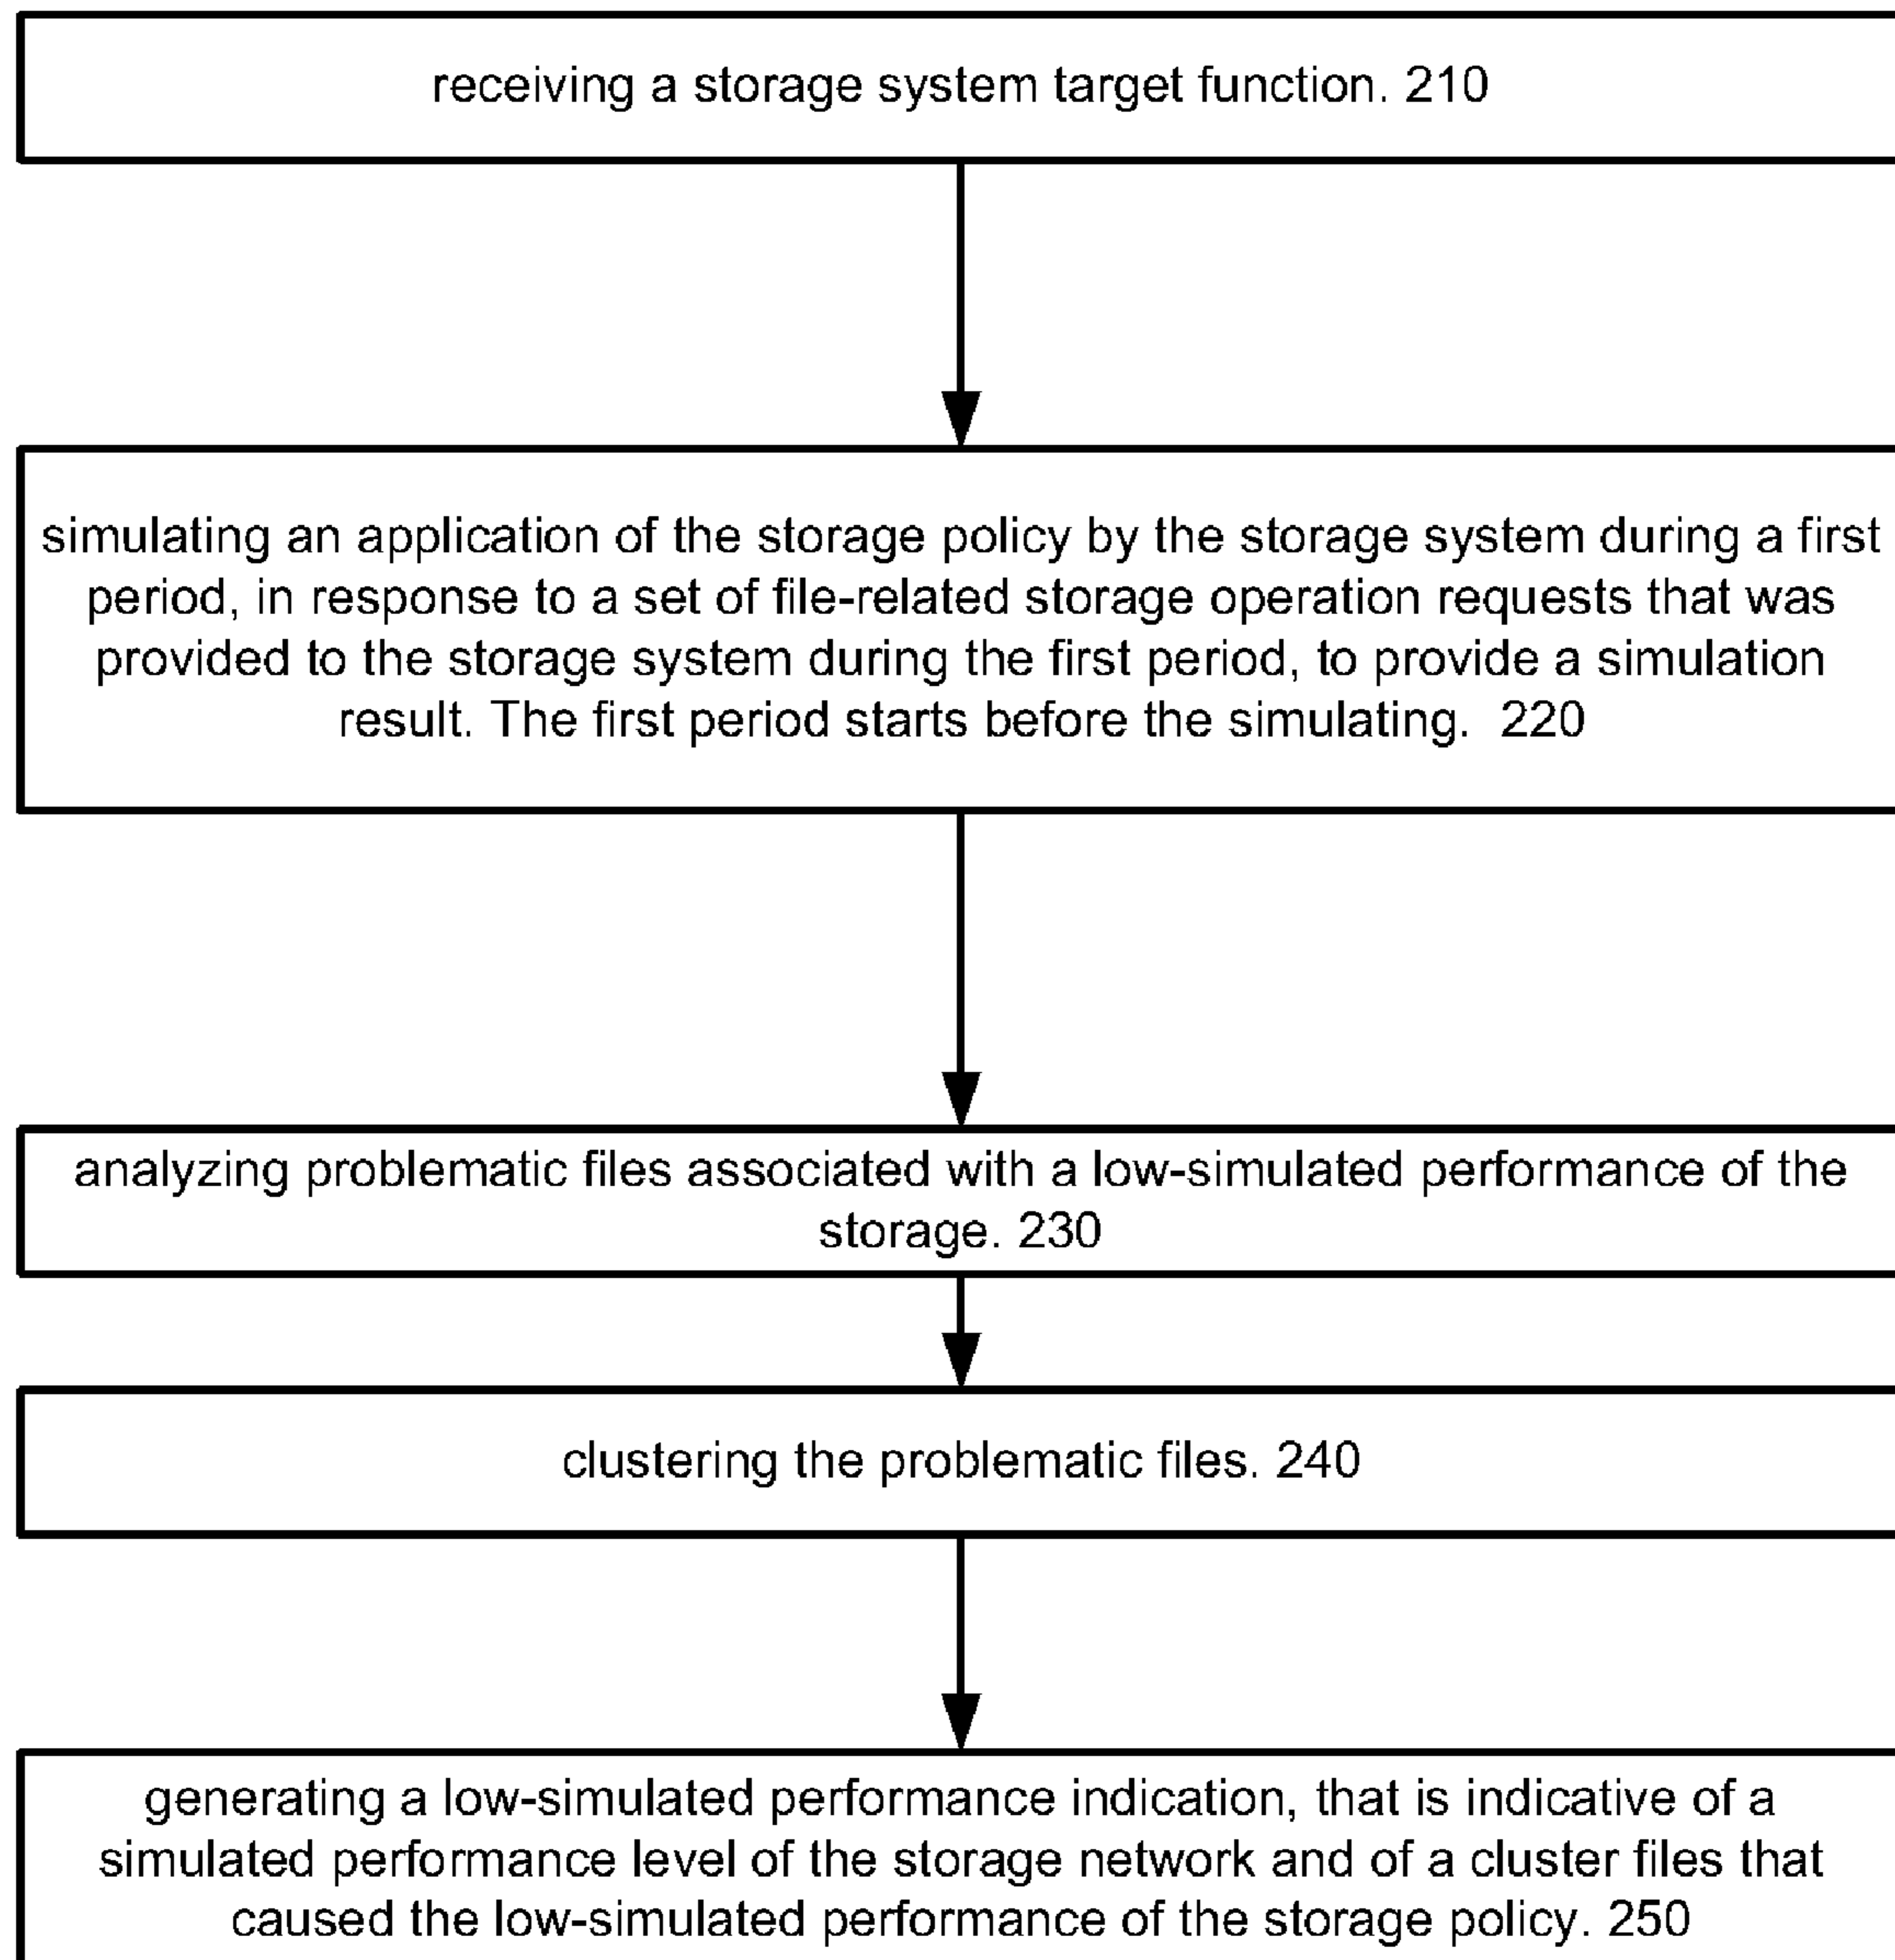 receiving a storage system target function. 210
simulating an application of the storage policy by the storage system during a first
period, in response to a set of file-related storage operation requests that was
provided to the storage system during the first period, to provide a simulation
result. The first period starts before the simulating. 220
analyzing problematic files associated with a low-simulated performance of the
storage. 230
clustering the problematic files. 240
generating a low-simulated performance indication, that is indicative of a
simulated performance level of the storage network and of a cluster files that
caused the low-simulated performance of the storage policy. 250